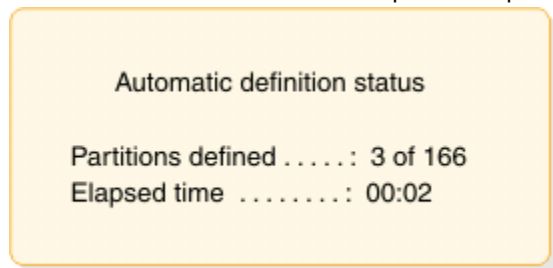 Automatic definition status
Partitions defined . . . . . : 3 of 166
Elapsed time . . . . . . . . : 00:02